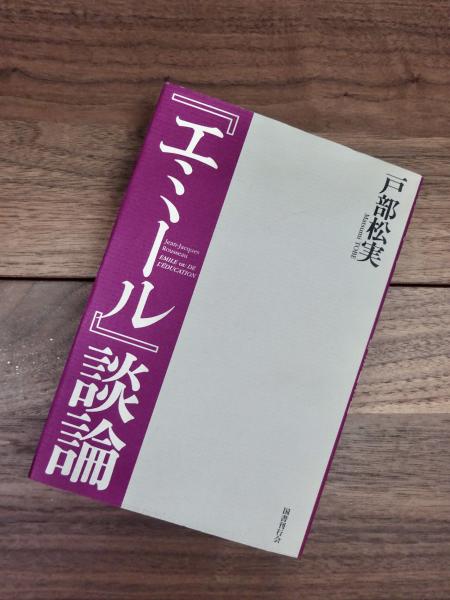 『エミール』談論
Jean-Jacques
Rousseau
ÉMILE OU DE
L'ÉDUCATION
戸部松実
Matsumi TOBE
国書刊行会